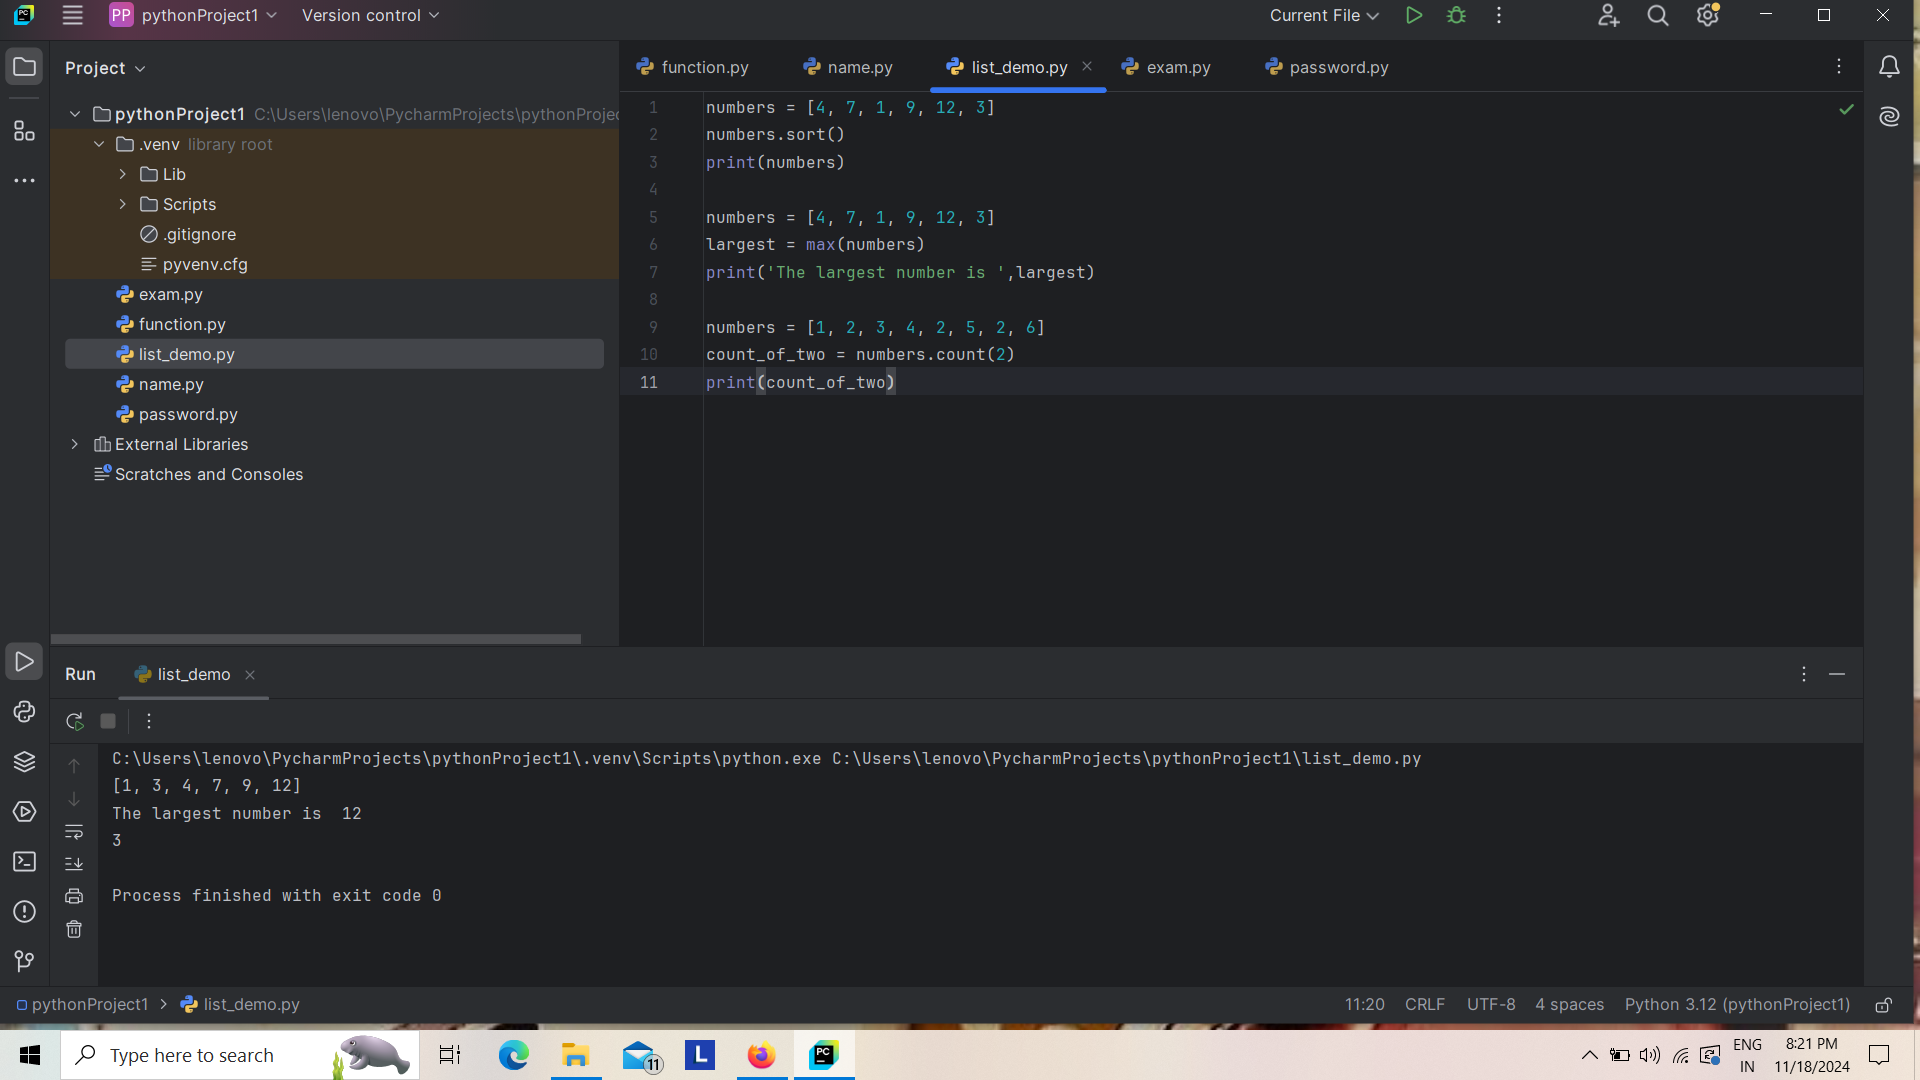 PC
PP pythonProject1 Version control Current File
Project
function.py name.py list_demo.py exam.py password.py
pythonProject1 C:\Users\lenovo\PycharmProjects\pythonProjec
.venv library root
Lib
Scripts
.gitignore
pyvenv.cfg
exam.py
function.py
list_demo.py
name.py
password.py
External Libraries
Scratches and Consoles
1 numbers = [4, 7, 1, 9, 12, 3]
2 numbers.sort()
3 print(numbers)
4
5 numbers = [4, 7, 1, 9, 12, 3]
6 largest = max(numbers)
7 print('The largest number is ',largest)
8
9 numbers = [1, 2, 3, 4, 2, 5, 2, 6]
10 count_of_two = numbers.count(2)
11 print(count_of_two)
Run list_demo
C:\Users\lenovo\PycharmProjects\pythonProject1\.venv\Scripts\python.exe C:\Users\lenovo\PycharmProjects\pythonProject1\list_demo.py
[1, 3, 4, 7, 9, 12]
The largest number is  12
3
Process finished with exit code 0
pythonProject1 list_demo.py 11:20 CRLF UTF-8 4 spaces Python 3.12 (pythonProject1)
Type here to search 11 L PC
ENG
IN
8:21 PM
11/18/2024